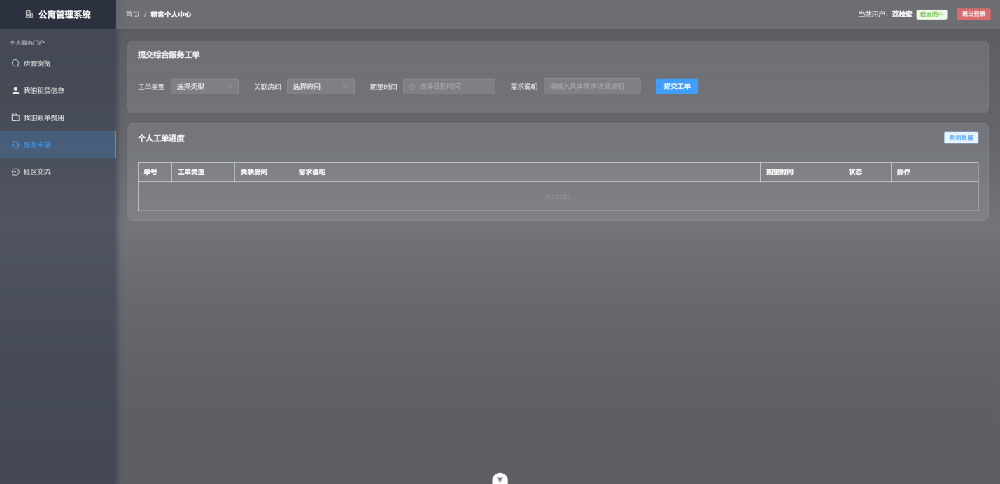 公寓管理系统
首页 / 租客个人中心
当前用户: 荔枝蜜 租客用户 退出登录
个人服务门户
房源浏览
我的租赁信息
我的账单费用
服务申请
社区交流
提交综合服务工单
工单类型 选择类型 关联房间 选择房间 期望时间 选择日期时间 需求说明 请输入具体需求详细说明 提交工单
个人工单进度 刷新数据
单号 工单类型 关联房间 需求说明 期望时间 状态 操作
No Data